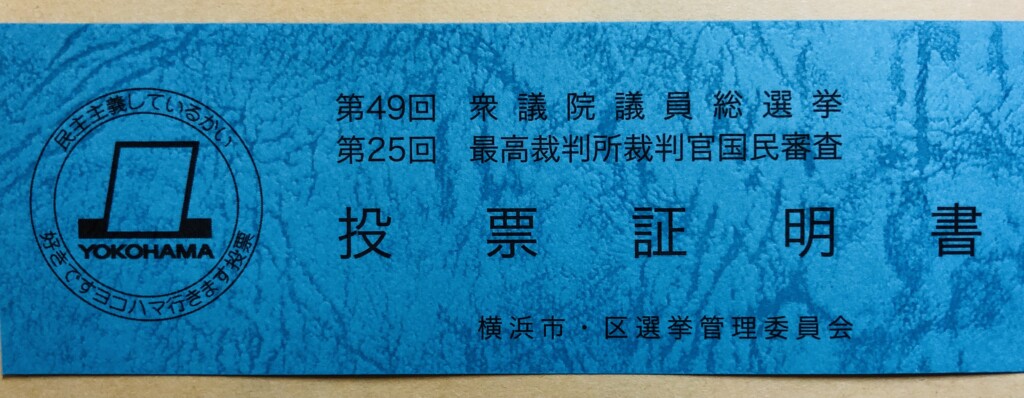 民主主義しているかい
YOKOHAMA
好きですヨコハマ行きます投票
第49回 衆議院議員総選挙
第25回 最高裁判所裁判官国民審査
投票証明書
横浜市・区選挙管理委員会